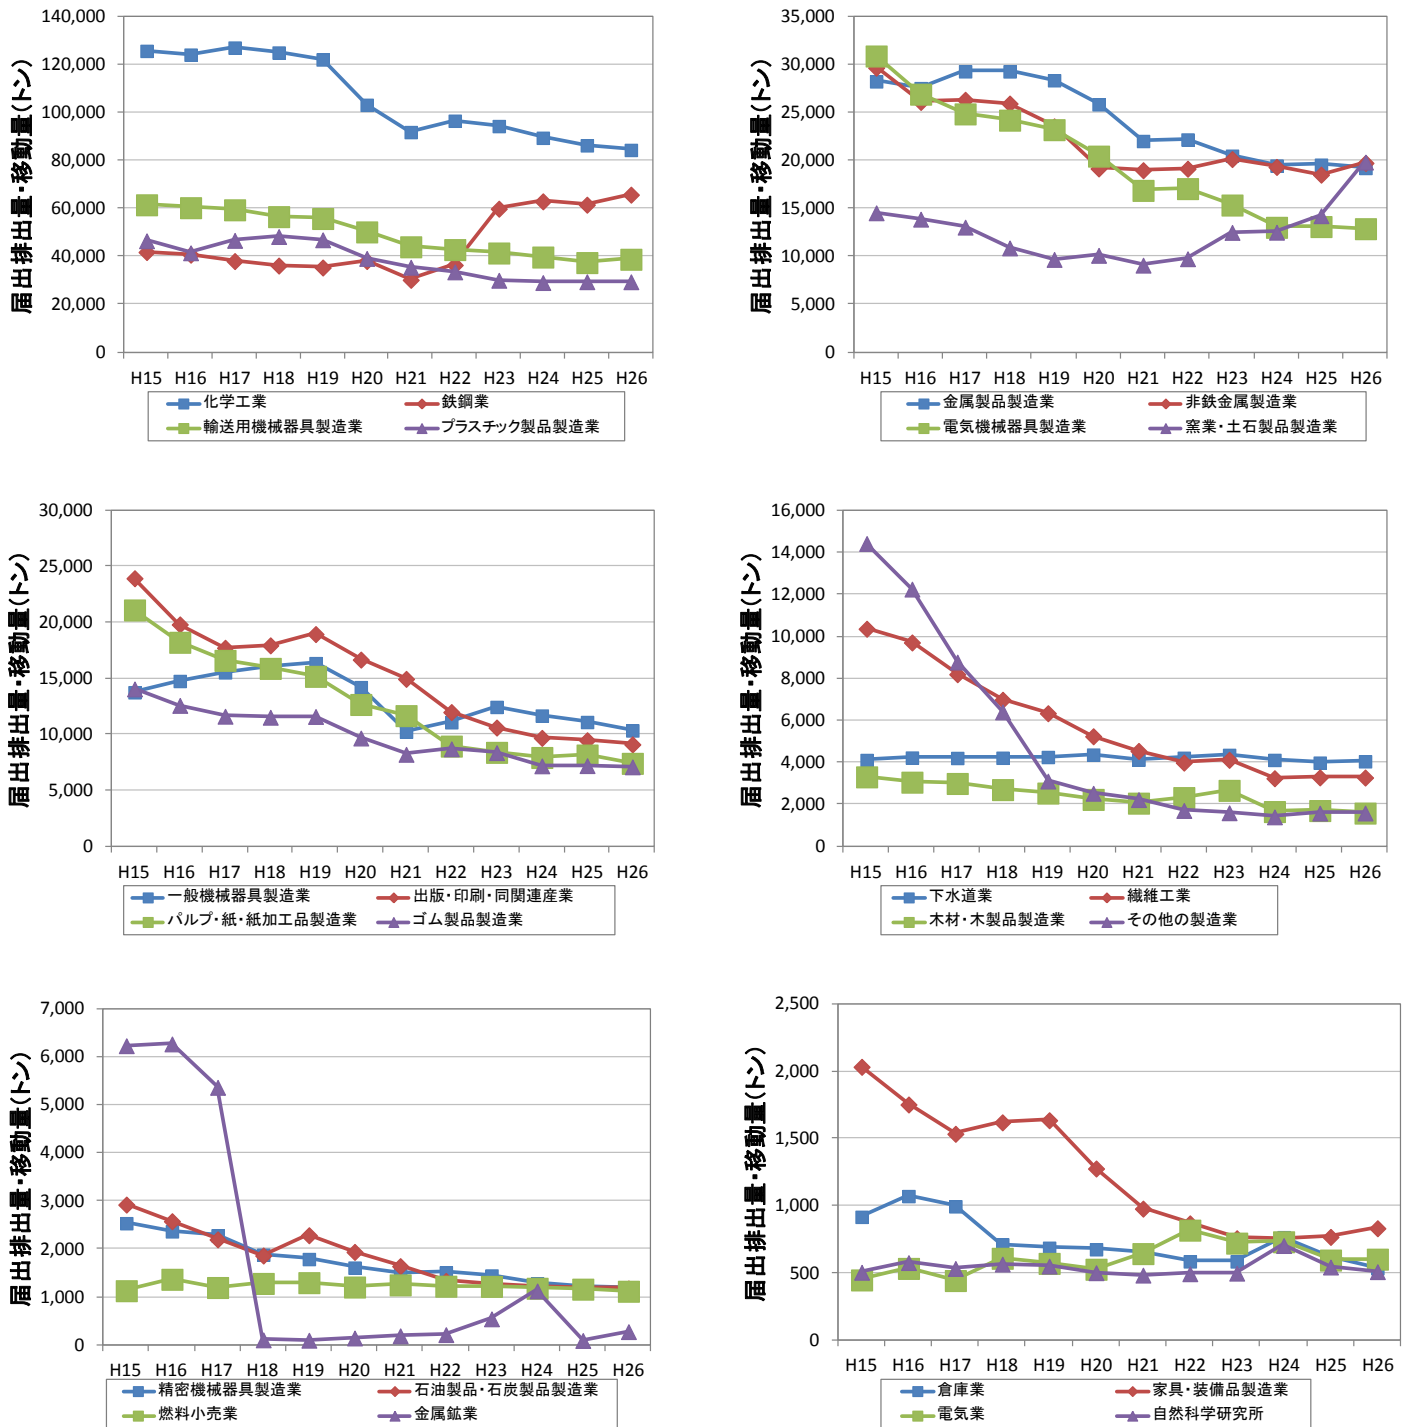 届出排出量・移動量(トン)
140,000
120,000
100,000
80,000
60,000
40,000
20,000
0
H15 H16 H17 H18 H19 H20 H21 H22 H23 H24 H25 H26
化学工業 鉄鋼業
輸送用機械器具製造業 プラスチック製品製造業
届出排出量・移動量(トン)
35,000
30,000
25,000
20,000
15,000
10,000
5,000
0
H15 H16 H17 H18 H19 H20 H21 H22 H23 H24 H25 H26
金属製品製造業 非鉄金属製造業
電気機械器具製造業 窯業・土石製品製造業
届出排出量・移動量(トン)
30,000
25,000
20,000
15,000
10,000
5,000
0
H15 H16 H17 H18 H19 H20 H21 H22 H23 H24 H25 H26
一般機械器具製造業 出版・印刷・同関連産業
パルプ・紙・紙加工品製造業 ゴム製品製造業
届出排出量・移動量(トン)
16,000
14,000
12,000
10,000
8,000
6,000
4,000
2,000
0
H15 H16 H17 H18 H19 H20 H21 H22 H23 H24 H25 H26
下水道業 繊維工業
木材・木製品製造業 その他の製造業
届出排出量・移動量(トン)
7,000
6,000
5,000
4,000
3,000
2,000
1,000
0
H15 H16 H17 H18 H19 H20 H21 H22 H23 H24 H25 H26
精密機械器具製造業 石油製品・石炭製品製造業
燃料小売業 金属鉱業
届出排出量・移動量(トン)
2,500
2,000
1,500
1,000
500
0
H15 H16 H17 H18 H19 H20 H21 H22 H23 H24 H25 H26
倉庫業 家具・装備品製造業
電気業 自然科学研究所